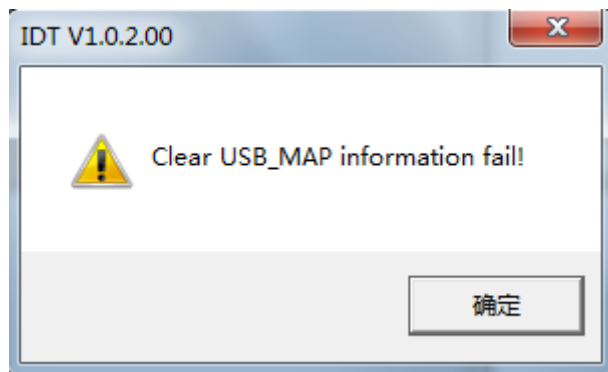 IDT V1.0.2.00
Clear USB_MAP information fail!
确定